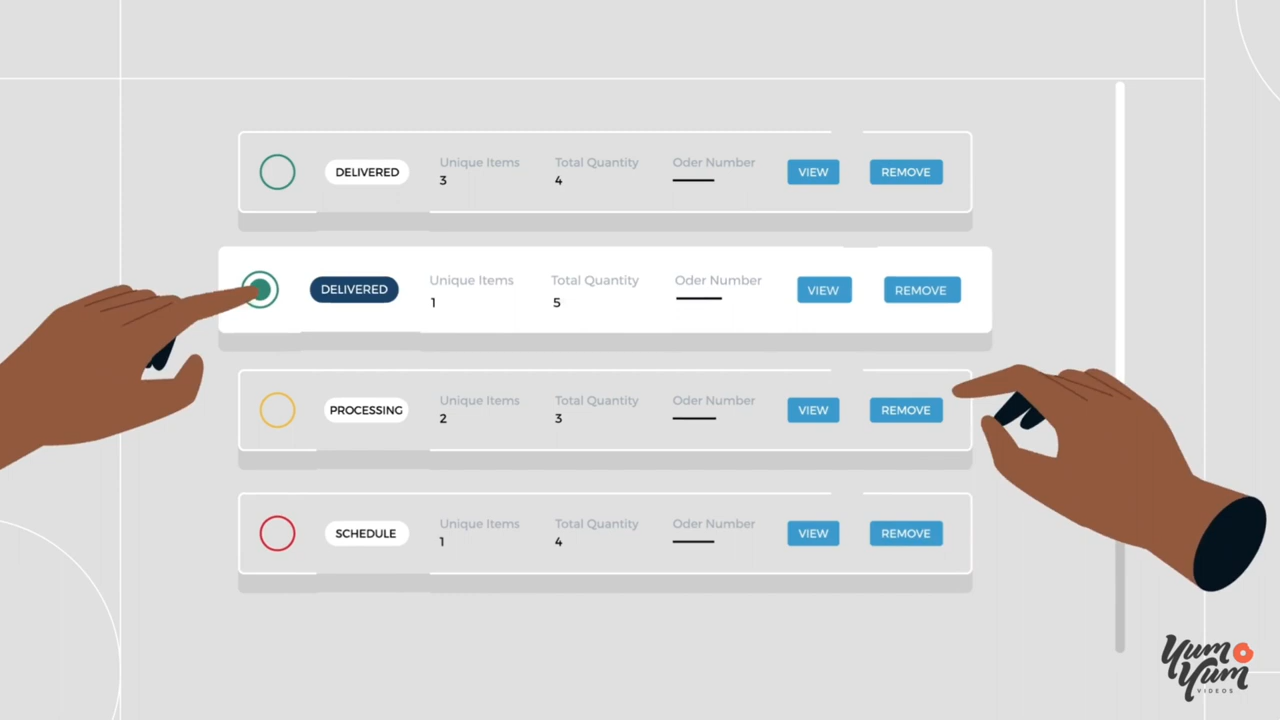 DELIVERED Unique Items Total Quantity Oder Number VIEW REMOVE
3 4
DELIVERED Unique Items Total Quantity Oder Number VIEW REMOVE
1 5
PROCESSING Unique Items Total Quantity Oder Number VIEW REMOVE
2 3
SCHEDULE Unique Items Total Quantity Oder Number VIEW REMOVE
1 4
Yum
Yum
VIDEOS